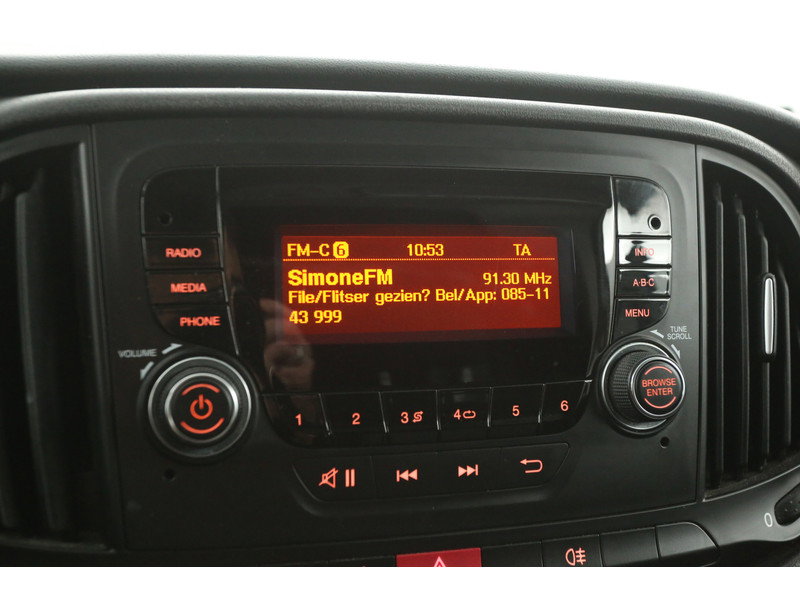 FM-C 6 10:53 TA
SimoneFM 91.30 MHz
File/Flitser gezien? Bel/App: 085-11
43 999
RADIO
MEDIA
PHONE
INFO
A·B·C
MENU
VOLUME
TUNE
SCROLL
BROWSE
ENTER
1 2 3 4 5 6
0